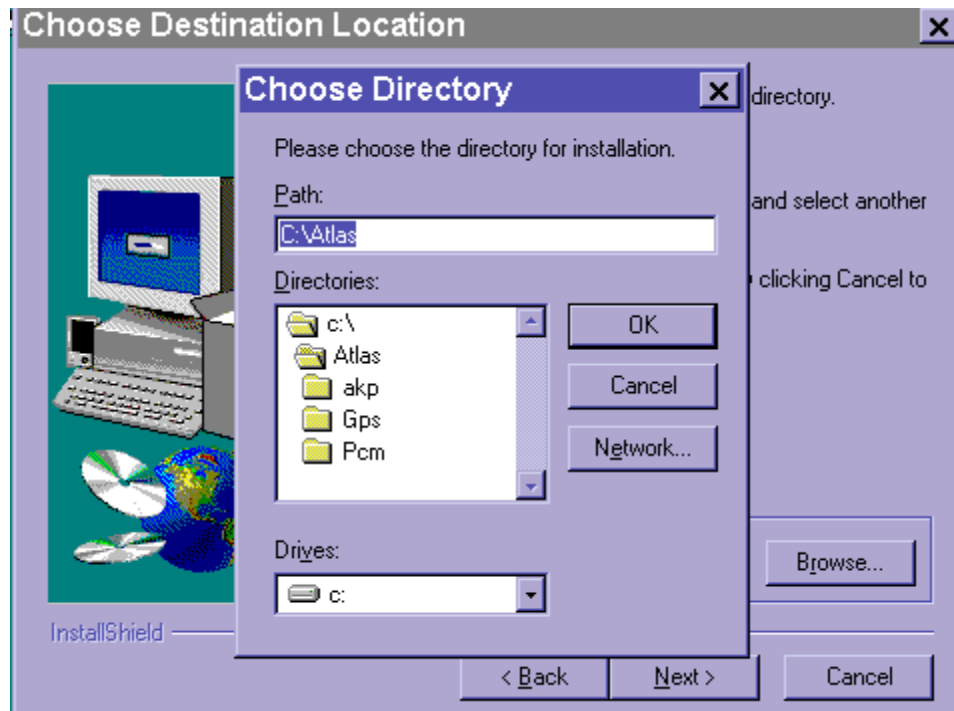 Choose Destination Location
Choose Directory
directory.
Please choose the directory for installation.
Path:
and select another
C:\Atlas
Directories:
clicking Cancel to
c:\
OK
Atlas
akp
Cancel
Gps
Pcm
Network...
Drives:
Browse...
c:
InstallShield
< Back
Next >
Cancel